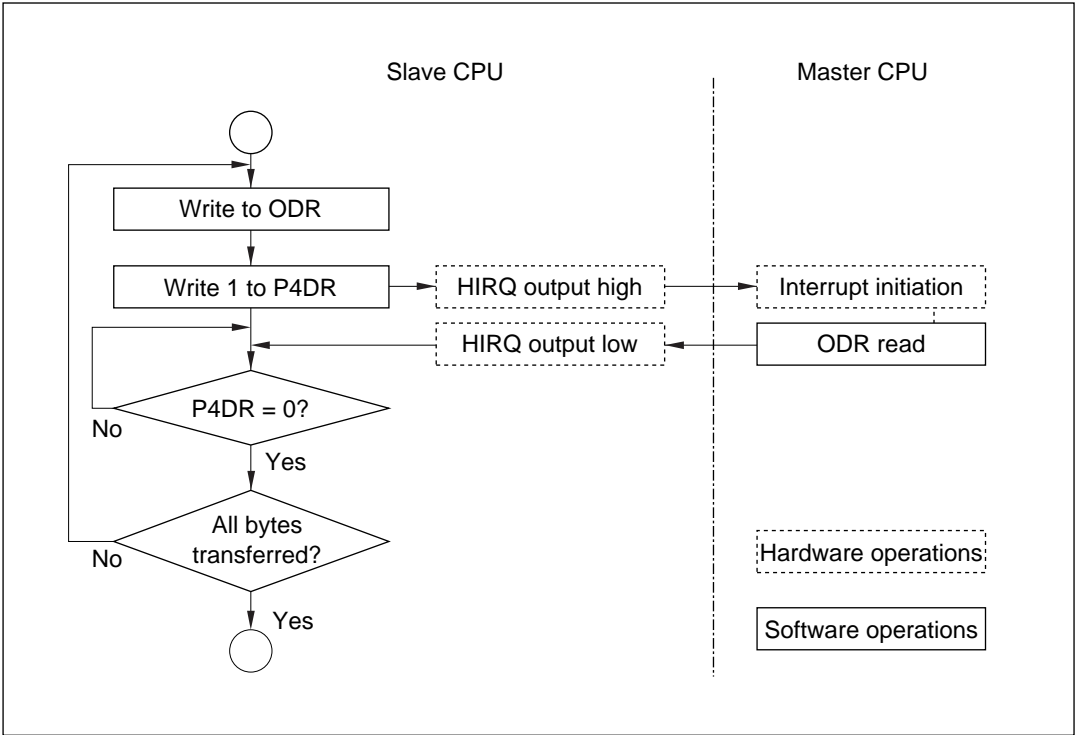 Slave CPU
Master CPU
Write to ODR
Write 1 to P4DR
HIRQ output high
Interrupt initiation
HIRQ output low
ODR read
P4DR = 0?
No
Yes
All bytes
transferred?
No
Yes
Hardware operations
Software operations